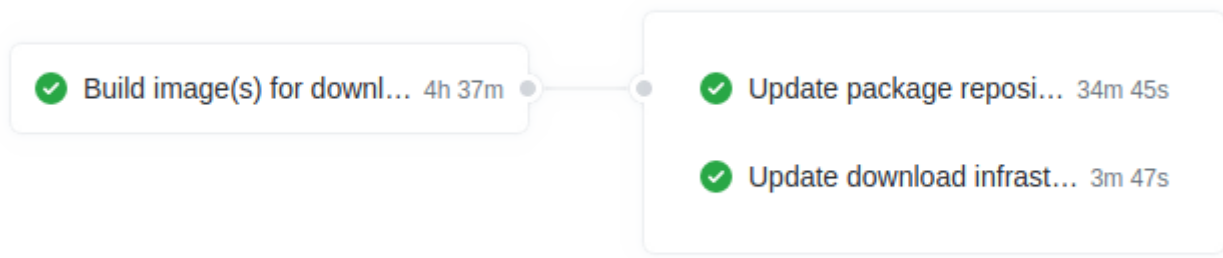 Build image(s) for downl... 4h 37m
Update package reposi... 34m 45s
Update download infrast... 3m 47s